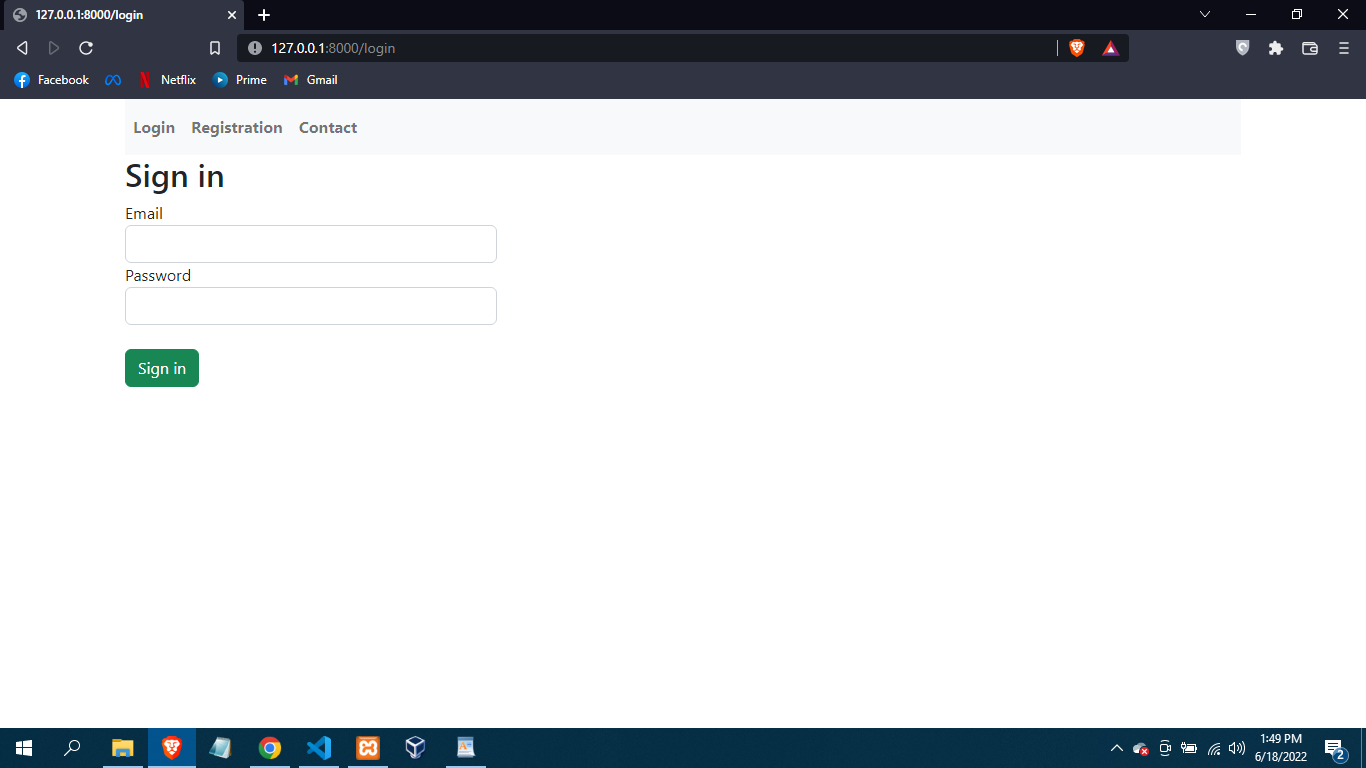 127.0.0.1:8000/login
127.0.0.1:8000/login
Facebook Netflix Prime Gmail
Login Registration Contact
Sign in
Email
Password
Sign in
1:49 PM
6/18/2022
2